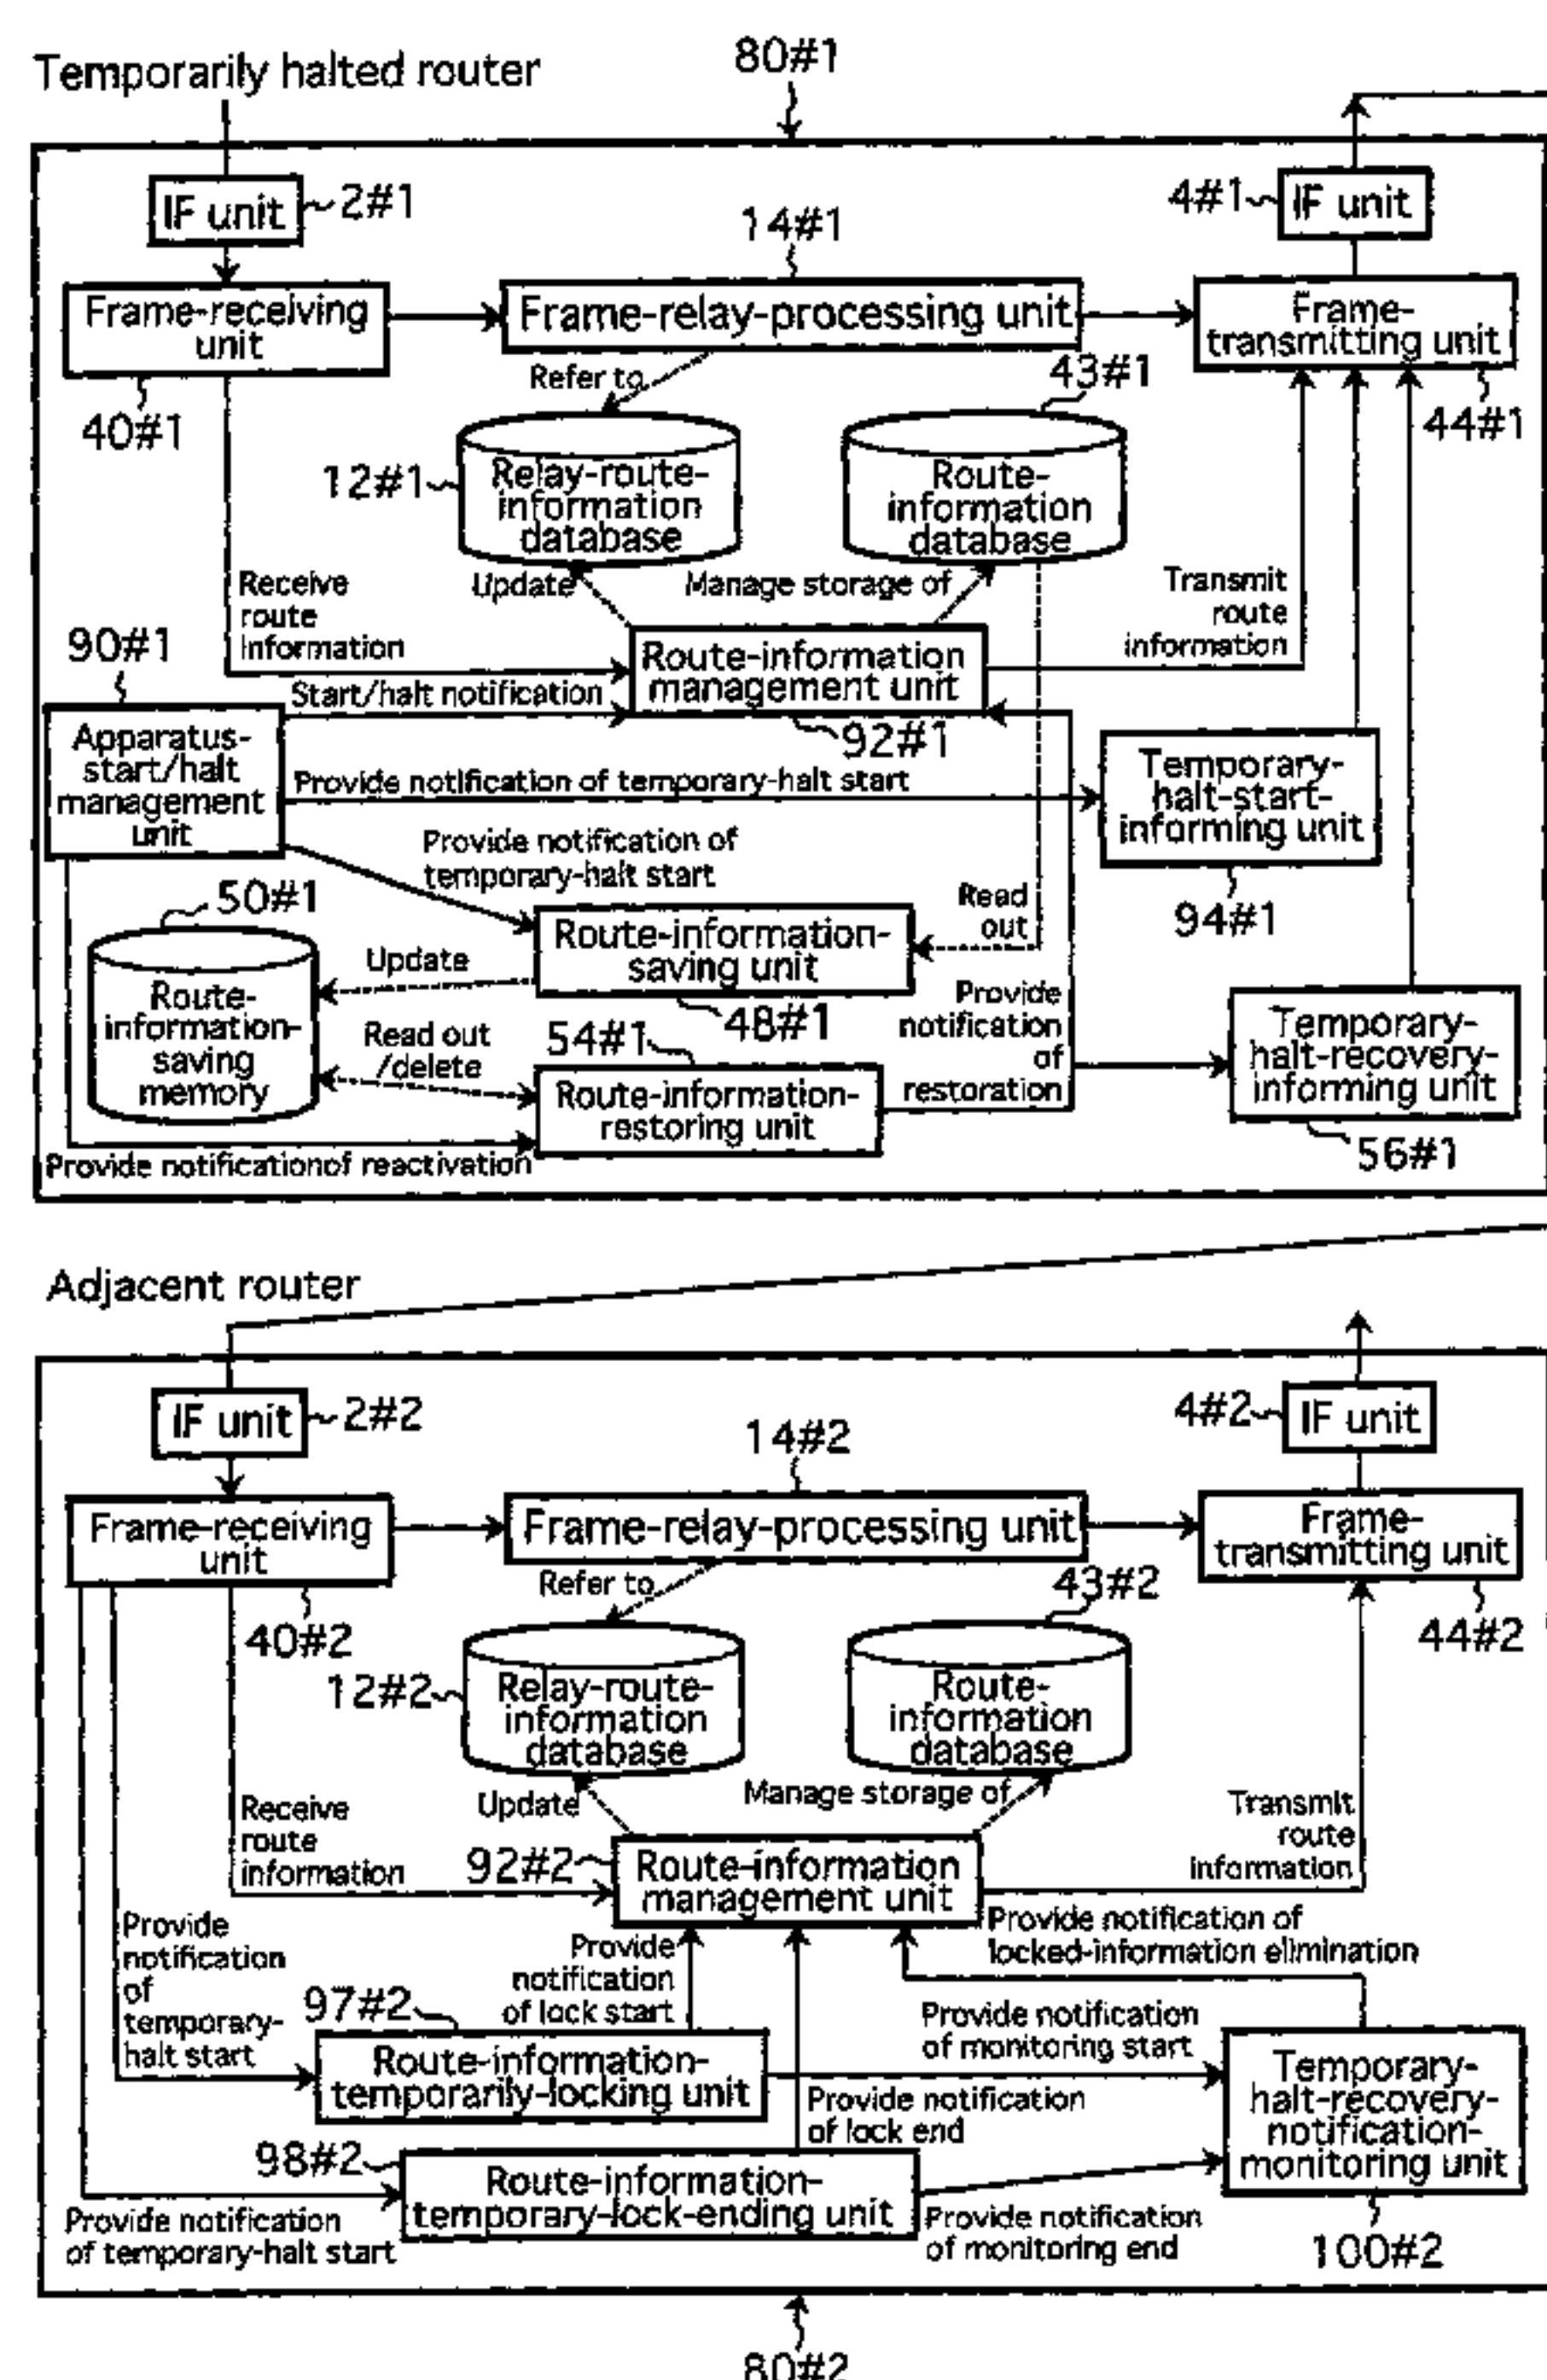 Temporarily halted router
80#1
IF unit
2#1
4#1
IF unit
14#1
Frame-receiving
unit
Frame-relay-processing unit
Frame-
transmitting unit
40#1
Refer to
43#1
44#1
12#1
Relay-route-
information
database
Route-
information
database
Receive
route
information
Update
Manage storage of
Transmit
route
information
90#1
Route-information
management unit
Start/halt notification
92#1
Apparatus-
start/halt
management
unit
Provide notification of temporary-halt start
Temporary-
halt-start-
informing unit
Provide notification of
temporary-halt start
94#1
50#1
Read
out
Route-information-
saving unit
Update
48#1
Route-
information-
saving
memory
Read out
/delete
54#1
Provide
notification
of
restoration
Temporary-
halt-recovery-
informing unit
Route-information-
restoring unit
56#1
Provide notificationof reactivation
Adjacent router
IF unit
2#2
4#2
IF unit
14#2
Frame-receiving
unit
Frame-relay-processing unit
Frame-
transmitting unit
40#2
Refer to
43#2
44#2
12#2
Relay-route-
information
database
Route-
information
database
Receive
route
information
Update
Manage storage of
Transmit
route
information
92#2
Route-information
management unit
Provide
notification
of
temporary-
halt start
Provide
notification
of lock start
Provide notification of
locked-information elimination
97#2
Route-information-
temporarily-locking unit
Provide notification
of monitoring start
Temporary-
halt-recovery-
notification-
monitoring unit
Provide notification
of lock end
98#2
Route-information-
temporary-lock-ending unit
Provide notification
of temporary-halt start
Provide notification
of monitoring end
100#2
80#2